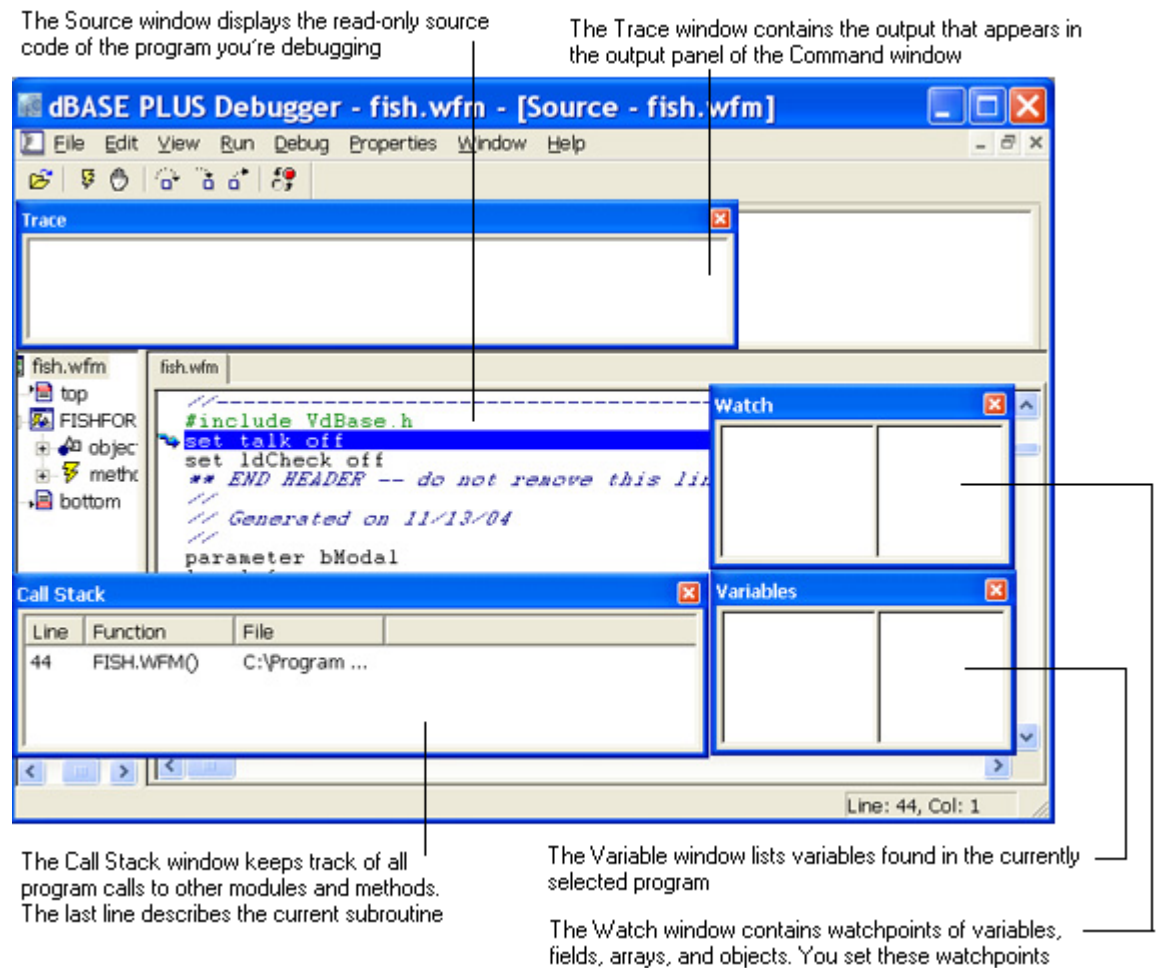 The Source window displays the read-only source
code of the program you're debugging
The Trace window contains the output that appears in
the output panel of the Command window
dBASE PLUS Debugger - fish.wfm - [Source - fish.wfm]
File Edit View Run Debug Properties Window Help
Trace
fish.wfm
top
FISHFOR
objec
metho
bottom
fish.wfm
//--------------------------------------------------
#include VdBase.h
set talk off
set ldCheck off
** END HEADER -- do not remove this lin
//
// Generated on 11/13/04
//
parameter bModal
Watch
Call Stack
Line Function File
44 FISH.WFM() C:\Program ...
Variables
Line: 44, Col: 1
The Call Stack window keeps track of all
program calls to other modules and methods.
The last line describes the current subroutine
The Variable window lists variables found in the currently
selected program
The Watch window contains watchpoints of variables,
fields, arrays, and objects. You set these watchpoints